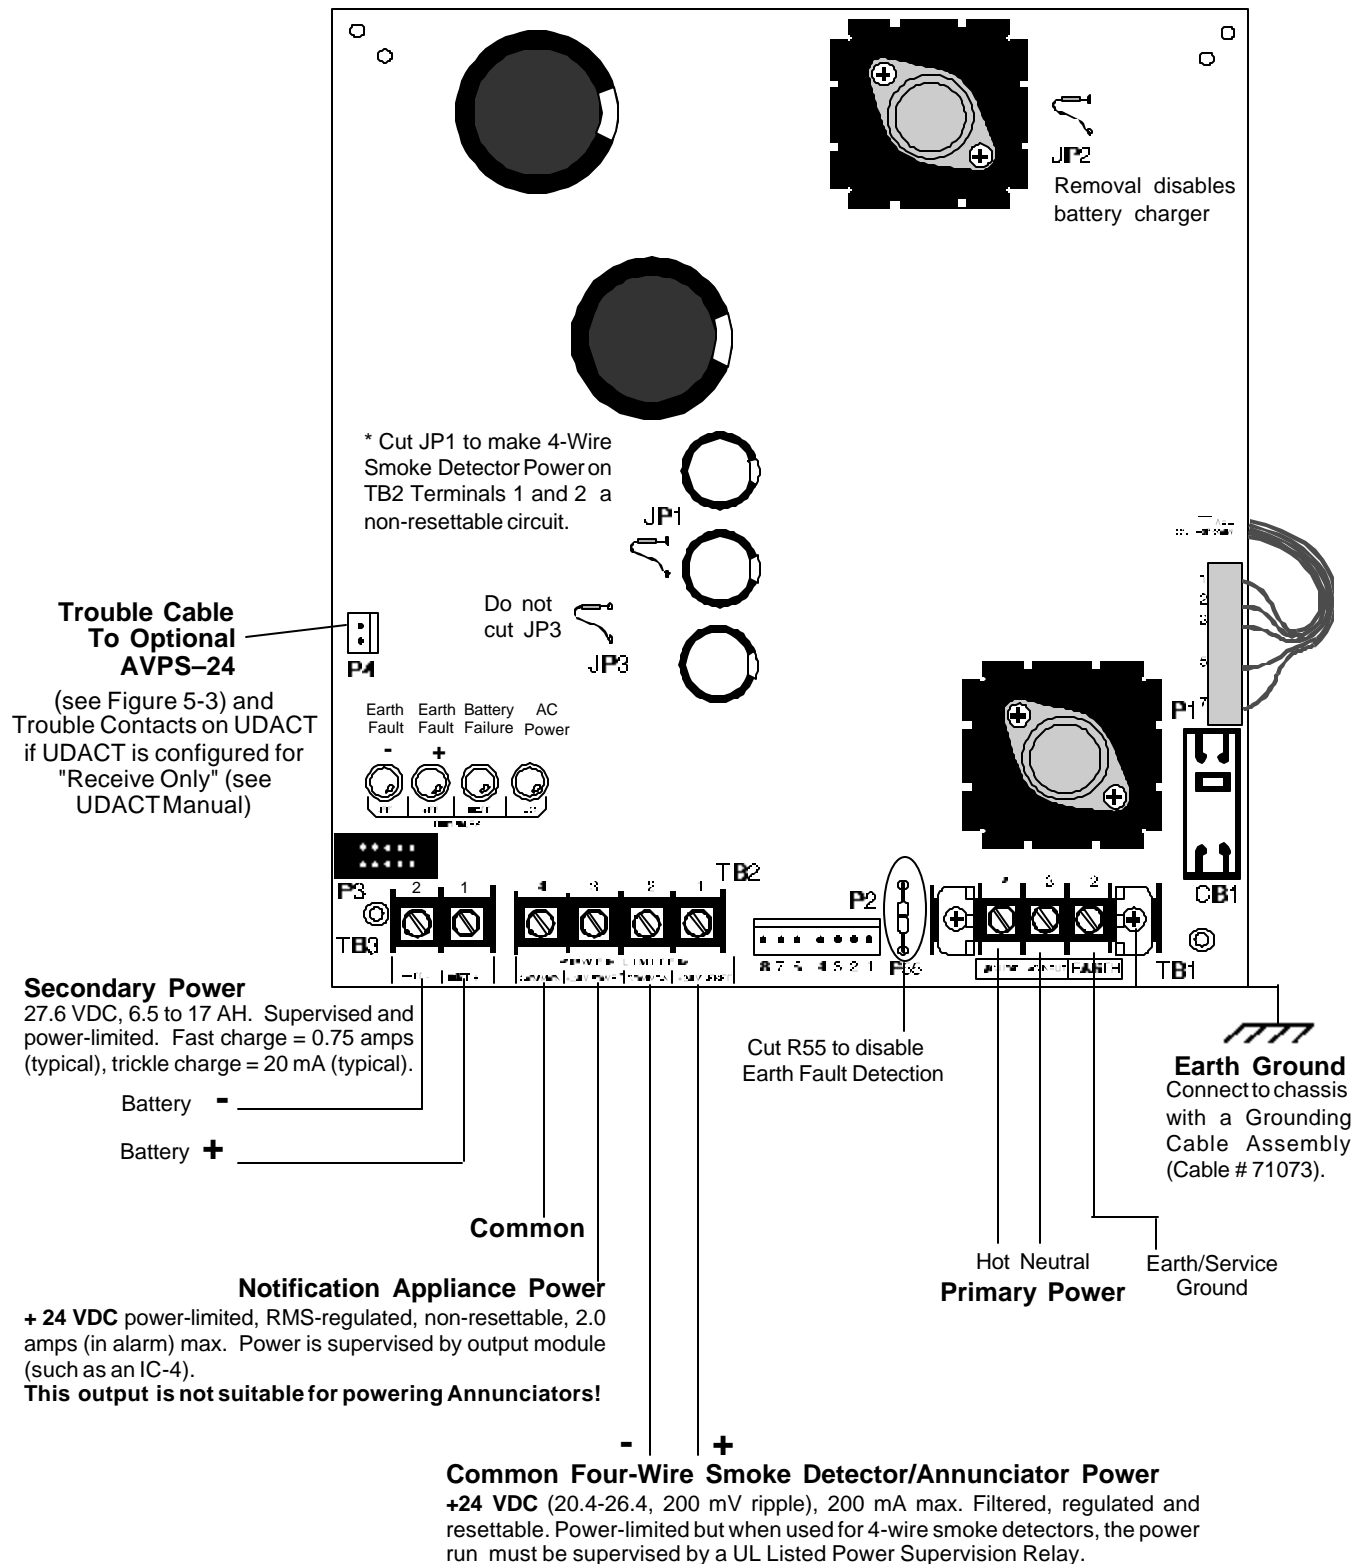 JP2
Removal disables
battery charger
* Cut JP1 to make 4-Wire
Smoke Detector Power on
TB2 Terminals 1 and 2 a
non-resettable circuit.
JP1
Do not
cut JP3
JP3
Trouble Cable
To Optional
AVPS–24
(see Figure 5-3) and
Trouble Contacts on UDACT
if UDACT is configured for
"Receive Only" (see
UDACT Manual)
P4
Earth Fault -
Earth Fault +
Battery Failure
AC Power
P1
CB1
P3
2 1
TB3
4 3 2 1
TB2
POWER LIMITED
P2
8 7 6 4 3 2 1
R55
3 2
EARTH
TB1
Secondary Power
27.6 VDC, 6.5 to 17 AH. Supervised and
power-limited. Fast charge = 0.75 amps
(typical), trickle charge = 20 mA (typical).
Battery -
Battery +
Cut R55 to disable
Earth Fault Detection
Earth Ground
Connect to chassis
with a Grounding
Cable Assembly
(Cable # 71073).
Common
Hot Neutral
Primary Power
Earth/Service
Ground
Notification Appliance Power
+ 24 VDC power-limited, RMS-regulated, non-resettable, 2.0
amps (in alarm) max. Power is supervised by output module
(such as an IC-4).
This output is not suitable for powering Annunciators!
- +
Common Four-Wire Smoke Detector/Annunciator Power
+24 VDC (20.4-26.4, 200 mV ripple), 200 mA max. Filtered, regulated and
resettable. Power-limited but when used for 4-wire smoke detectors, the power
run must be supervised by a UL Listed Power Supervision Relay.